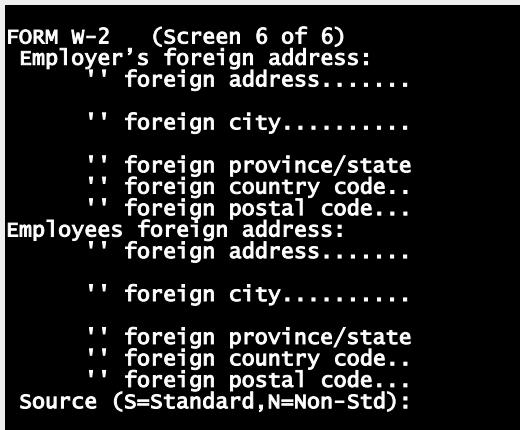 FORM W-2   (Screen 6 of 6)
Employer’s foreign address:
'' foreign address.......
'' foreign city..........
'' foreign province/state
'' foreign country code..
'' foreign postal code...
Employees foreign address:
'' foreign address.......
'' foreign city..........
'' foreign province/state
'' foreign country code..
'' foreign postal code...
Source (S=Standard,N=Non-Std):